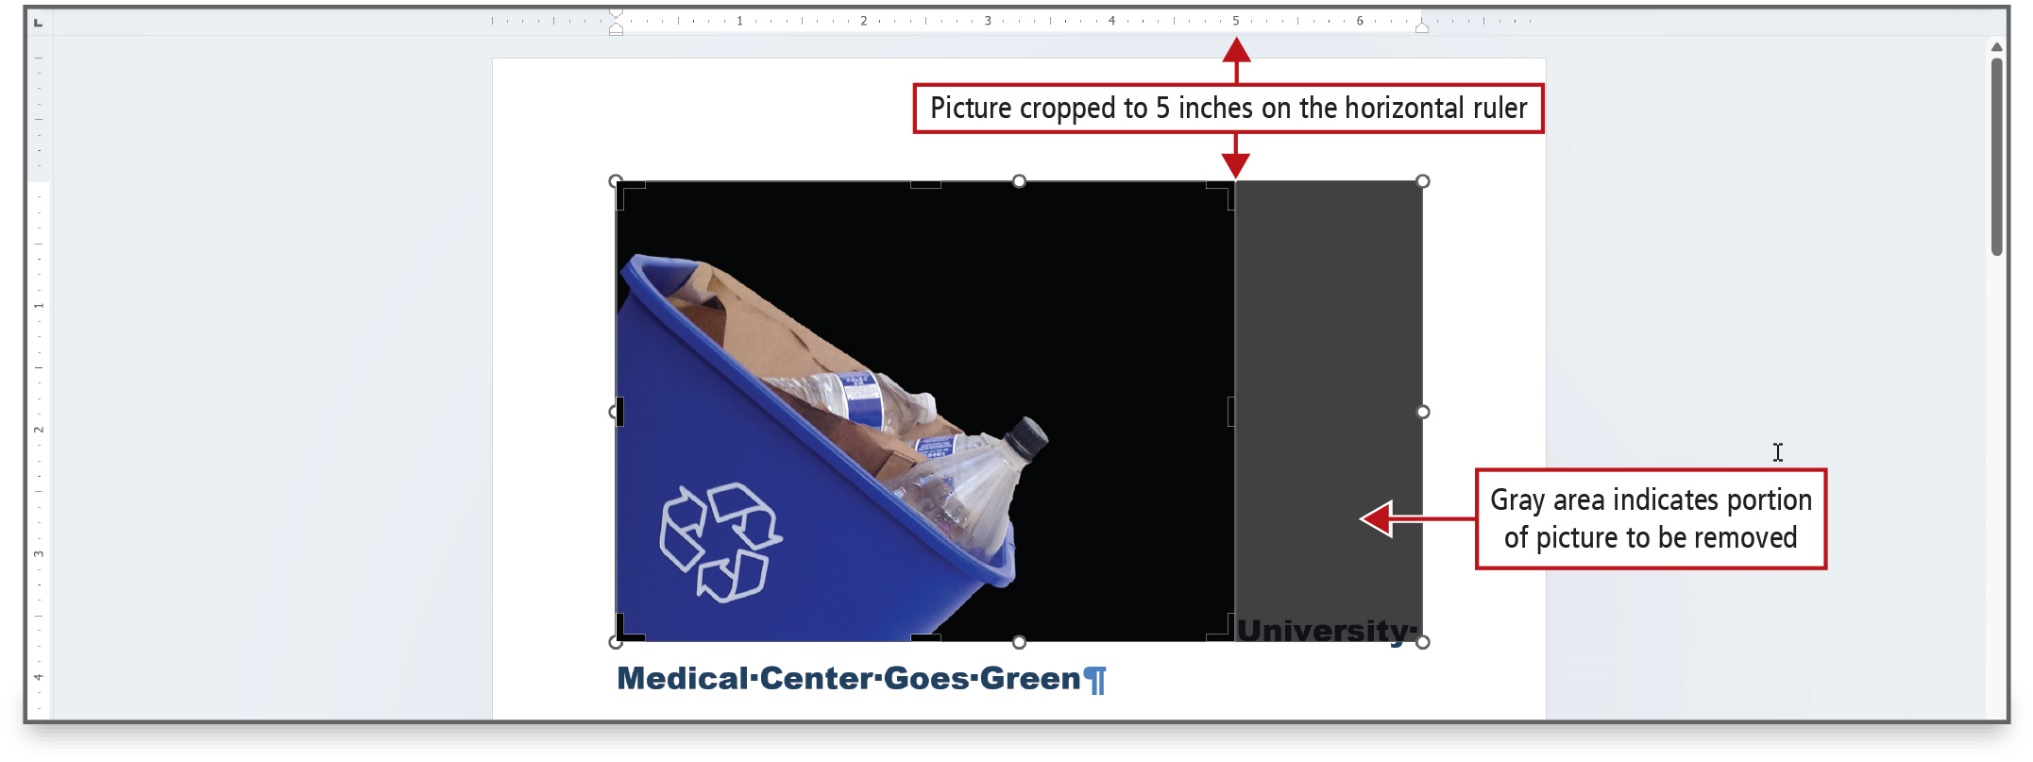 1 2 3 4 5 6
Picture cropped to 5 inches on the horizontal ruler
1
2
3
4
Gray area indicates portion
of picture to be removed
University·
Medical·Center·Goes·Green¶